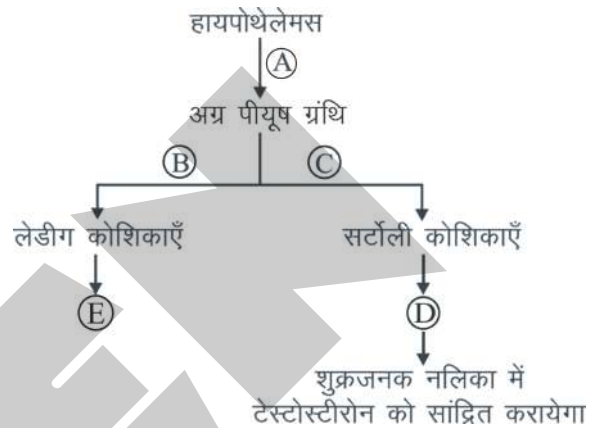 हायपोथेलेमस
A
अग्र पीयूष ग्रंथि
B C
लेडीग कोशिकाएँ सर्टोली कोशिकाएँ
E D
शुक्रजनक नलिका में
टेस्टोस्टीरोन को सांद्रित करायेगा